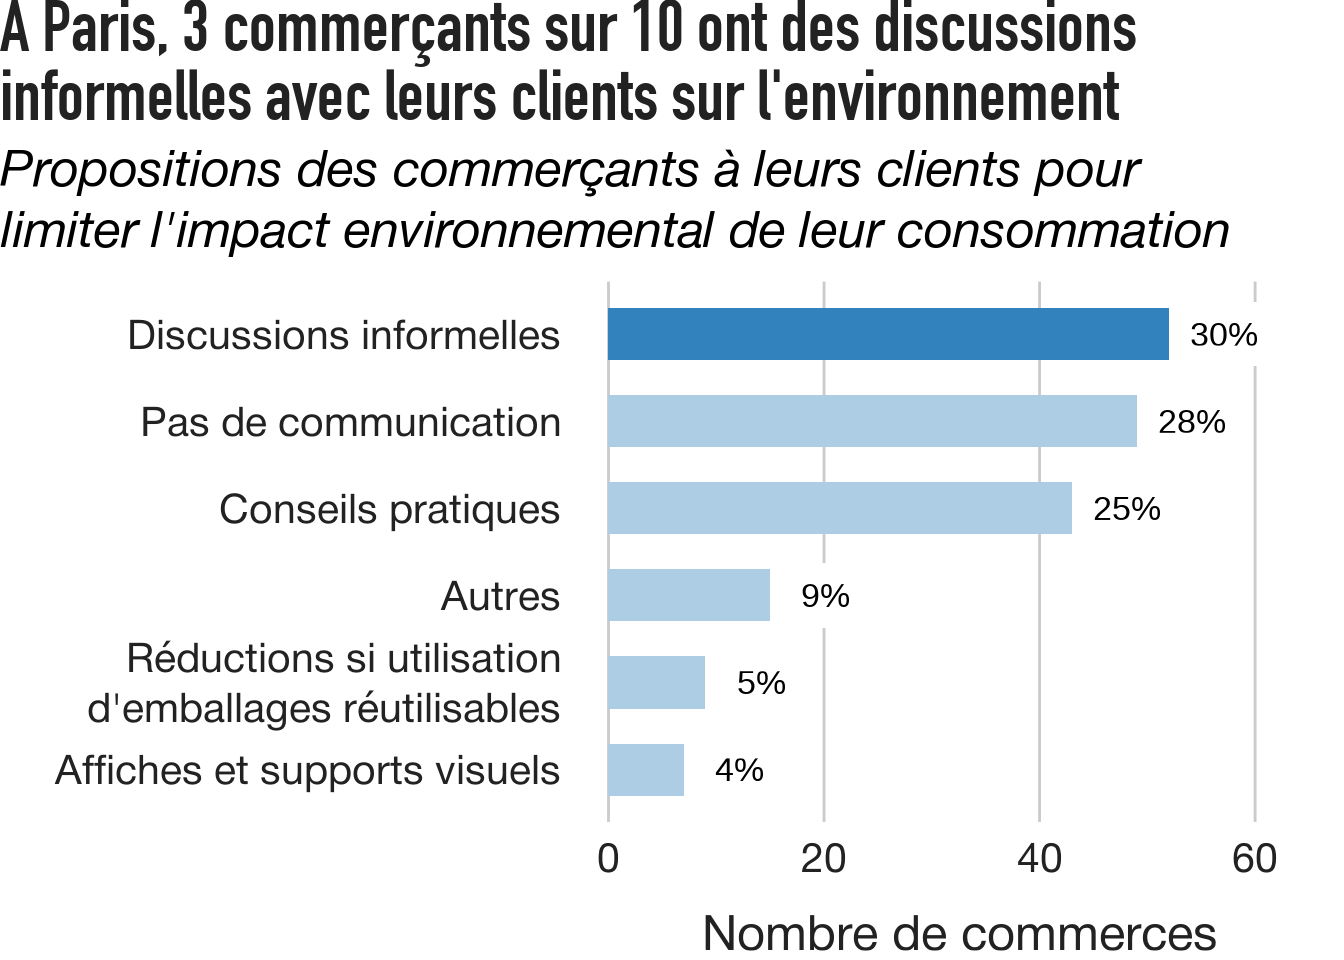 A Paris, 3 commerçants sur 10 ont des discussions
informelles avec leurs clients sur l'environnement
Propositions des commerçants à leurs clients pour
limiter l'impact environnemental de leur consommation
Discussions informelles
30%
Pas de communication
28%
Conseils pratiques
25%
Autres
9%
Réductions si utilisation
d'emballages réutilisables
5%
Affiches et supports visuels
4%
0 20 40 60
Nombre de commerces